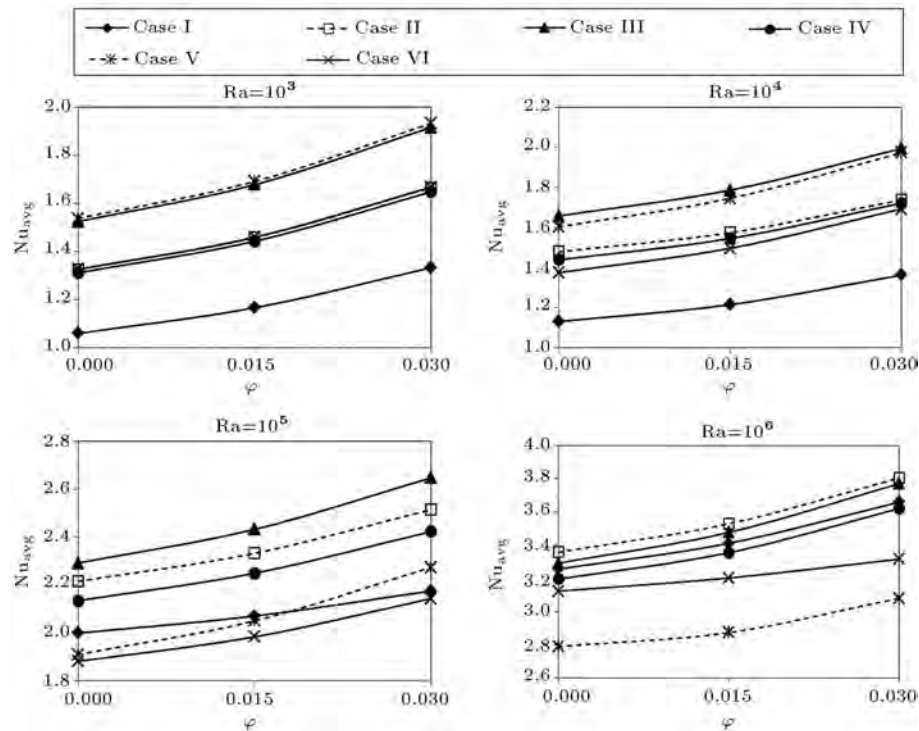 Case I Case II Case III Case IV
Case V Case VI
Ra=10³
Nu_avg
2.0
1.8
1.6
1.4
1.2
1.0
0.000 0.015 0.030
φ
Ra=10⁴
Nu_avg
2.2
2.0
1.8
1.6
1.4
1.2
1.0
0.000 0.015 0.030
φ
Ra=10⁵
Nu_avg
2.8
2.6
2.4
2.2
2.0
1.8
0.000 0.015 0.030
φ
Ra=10⁶
Nu_avg
4.0
3.8
3.6
3.4
3.2
3.0
2.8
2.6
0.000 0.015 0.030
φ